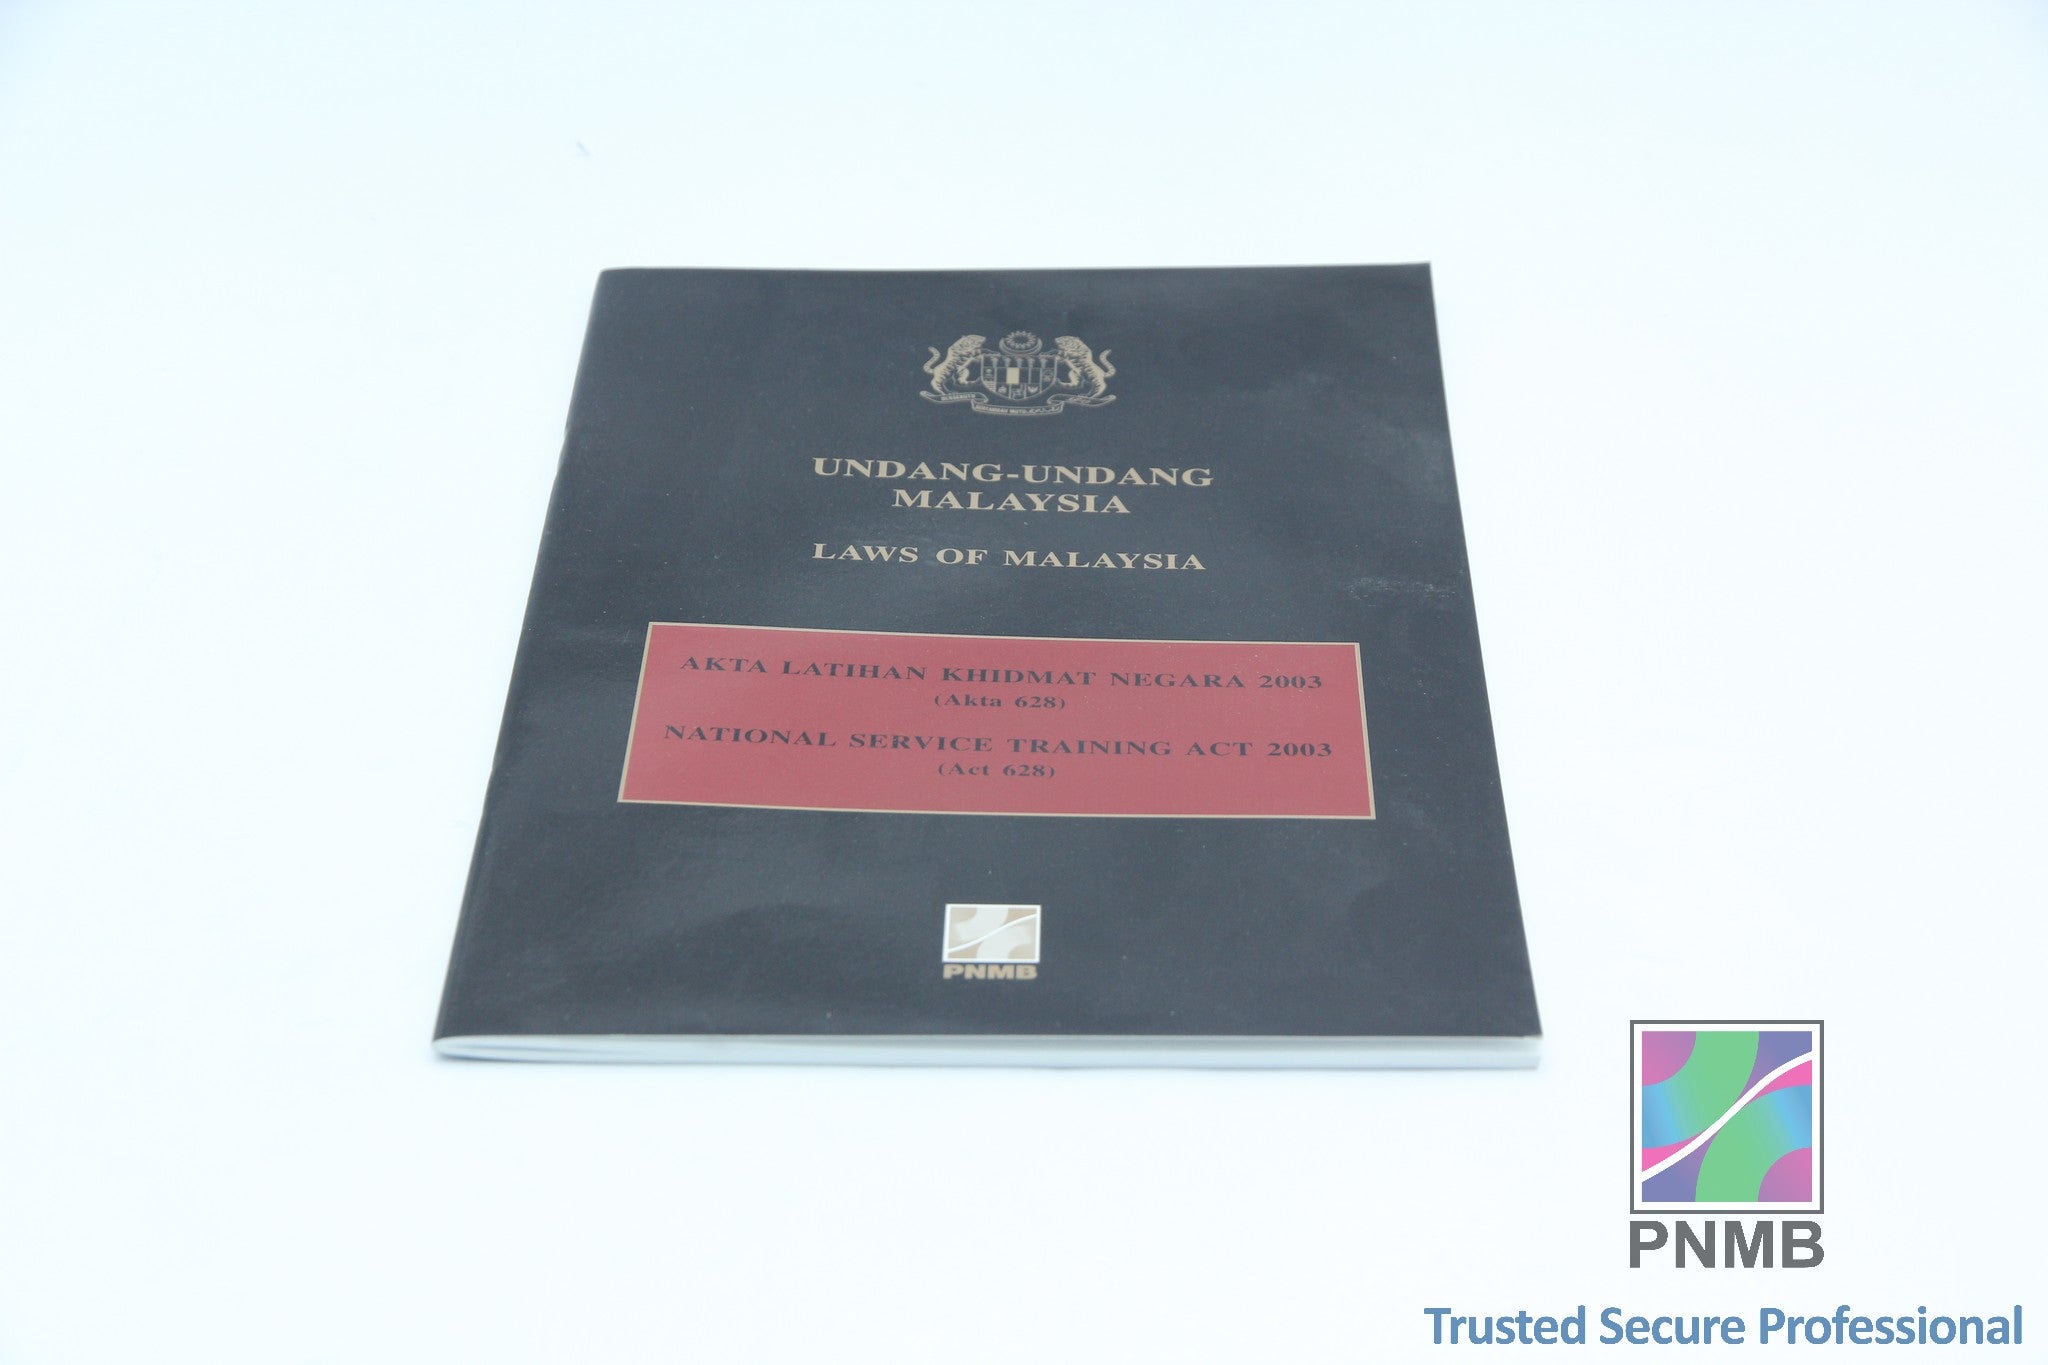 UNDANG-UNDANG
MALAYSIA
LAWS OF MALAYSIA
AKTA LATIHAN KHIDMAT NEGARA 2003
(Akta 628)
NATIONAL SERVICE TRAINING ACT 2003
(Act 628)
PNMB
PNMB
Trusted Secure Professional